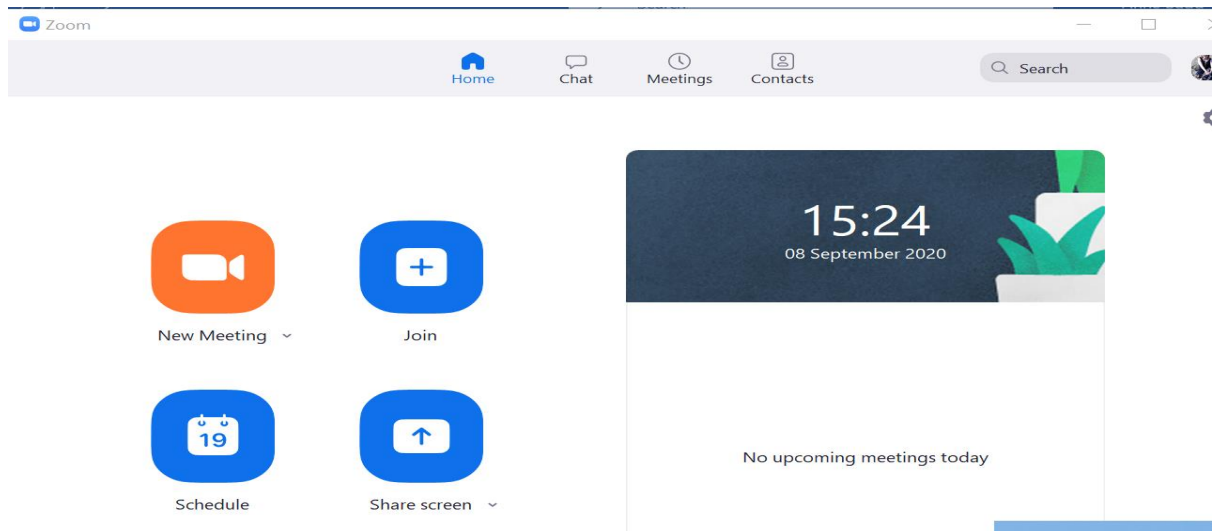 Zoom
Home Chat Meetings Contacts Search
15:24
08 September 2020
New Meeting Join
19
Schedule Share screen
No upcoming meetings today